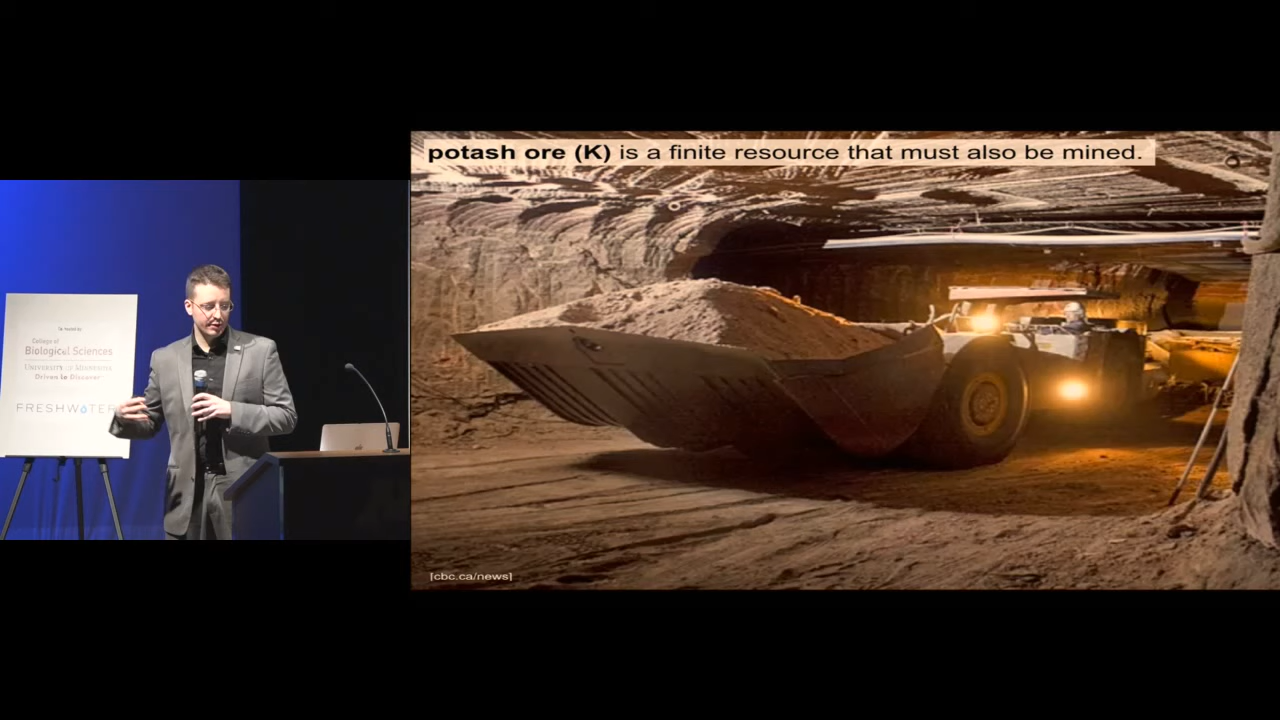 potash ore (K) is a finite resource that must also be mined.
College of
Biological Sciences
UNIVERSITY OF MINNESOTA
Driven to Discover
FRESHWATER
[cbc.ca/news]